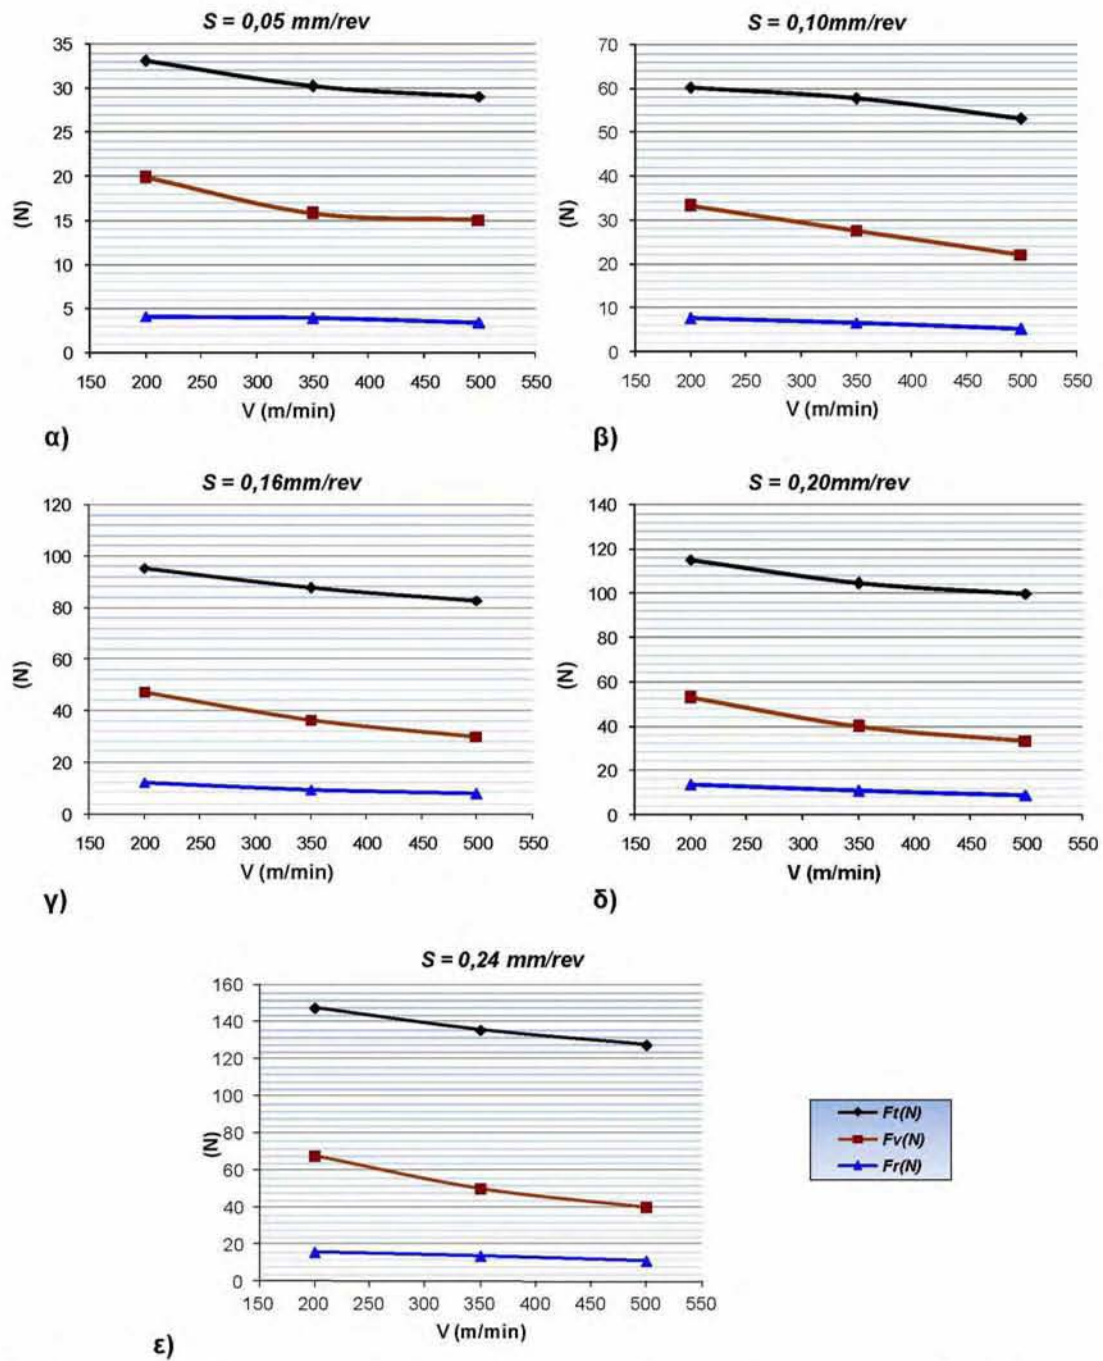 S = 0,05 mm/rev
35
30
25
20
15
10
5
0
(N)
150 200 250 300 350 400 450 500 550
V (m/min)
α)
S = 0,10mm/rev
70
60
50
40
30
20
10
0
(N)
150 200 250 300 350 400 450 500 550
V (m/min)
β)
S = 0,16mm/rev
120
100
80
60
40
20
0
(N)
150 200 250 300 350 400 450 500 550
V (m/min)
γ)
S = 0,20mm/rev
140
120
100
80
60
40
20
0
(N)
150 200 250 300 350 400 450 500 550
V (m/min)
δ)
S = 0,24 mm/rev
160
140
120
100
80
60
40
20
0
(N)
150 200 250 300 350 400 450 500 550
V (m/min)
ε)
Ft(N)
Fv(N)
Fr(N)